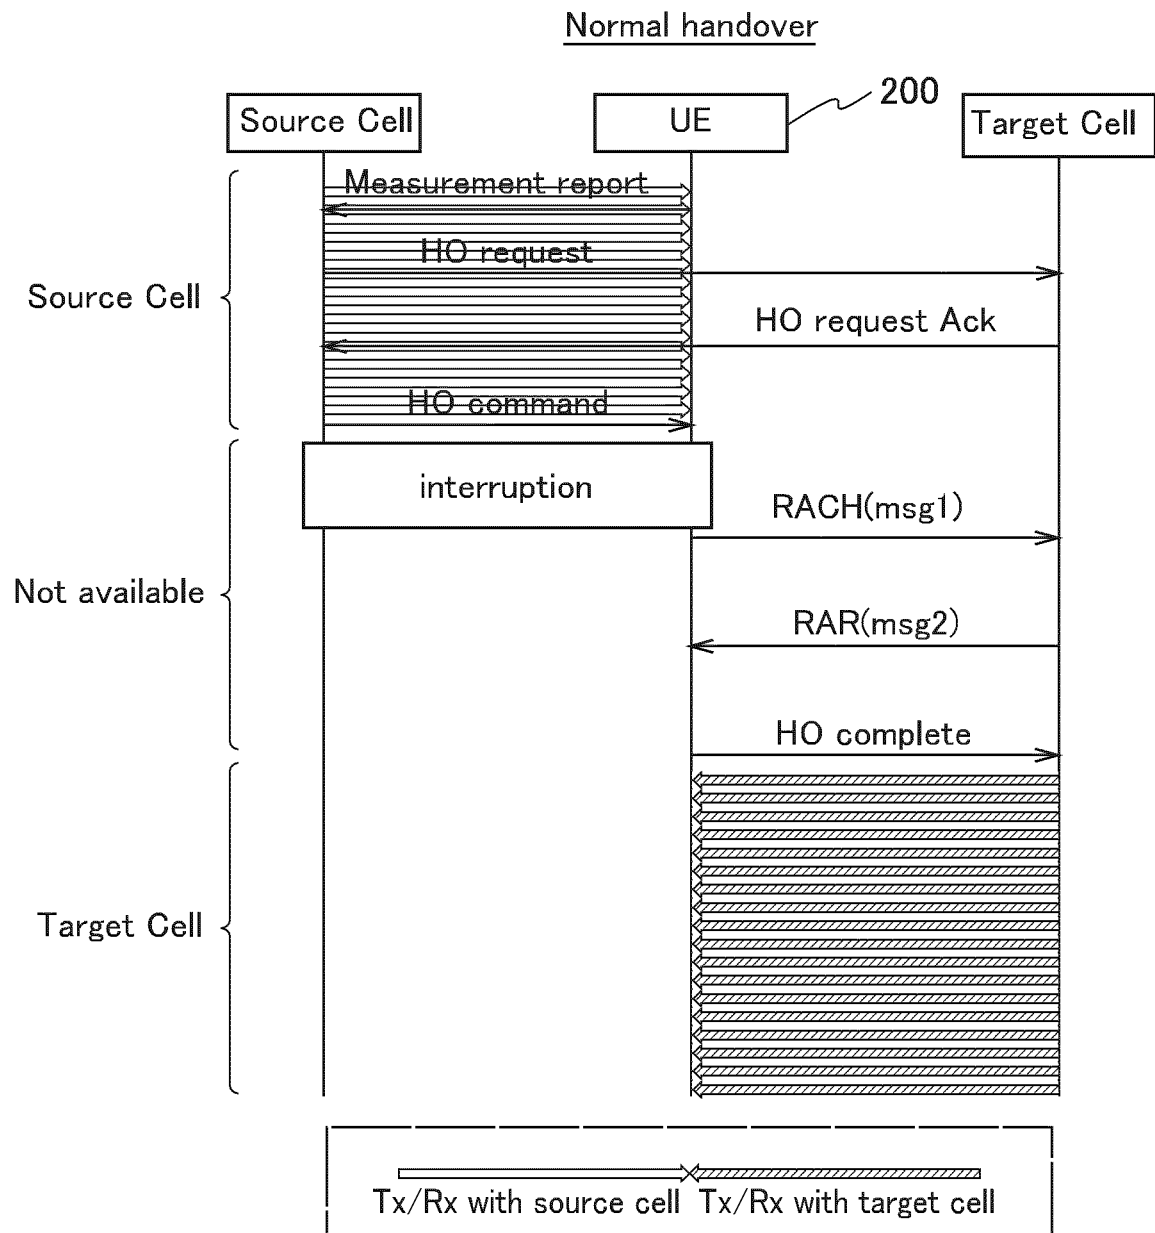 Normal handover
200
Source Cell
UE
Target Cell
Measurement report
HO request
Source Cell
HO request Ack
HO command
interruption
RACH(msg1)
Not available
RAR(msg2)
HO complete
Target Cell
Tx/Rx with source cell
Tx/Rx with target cell